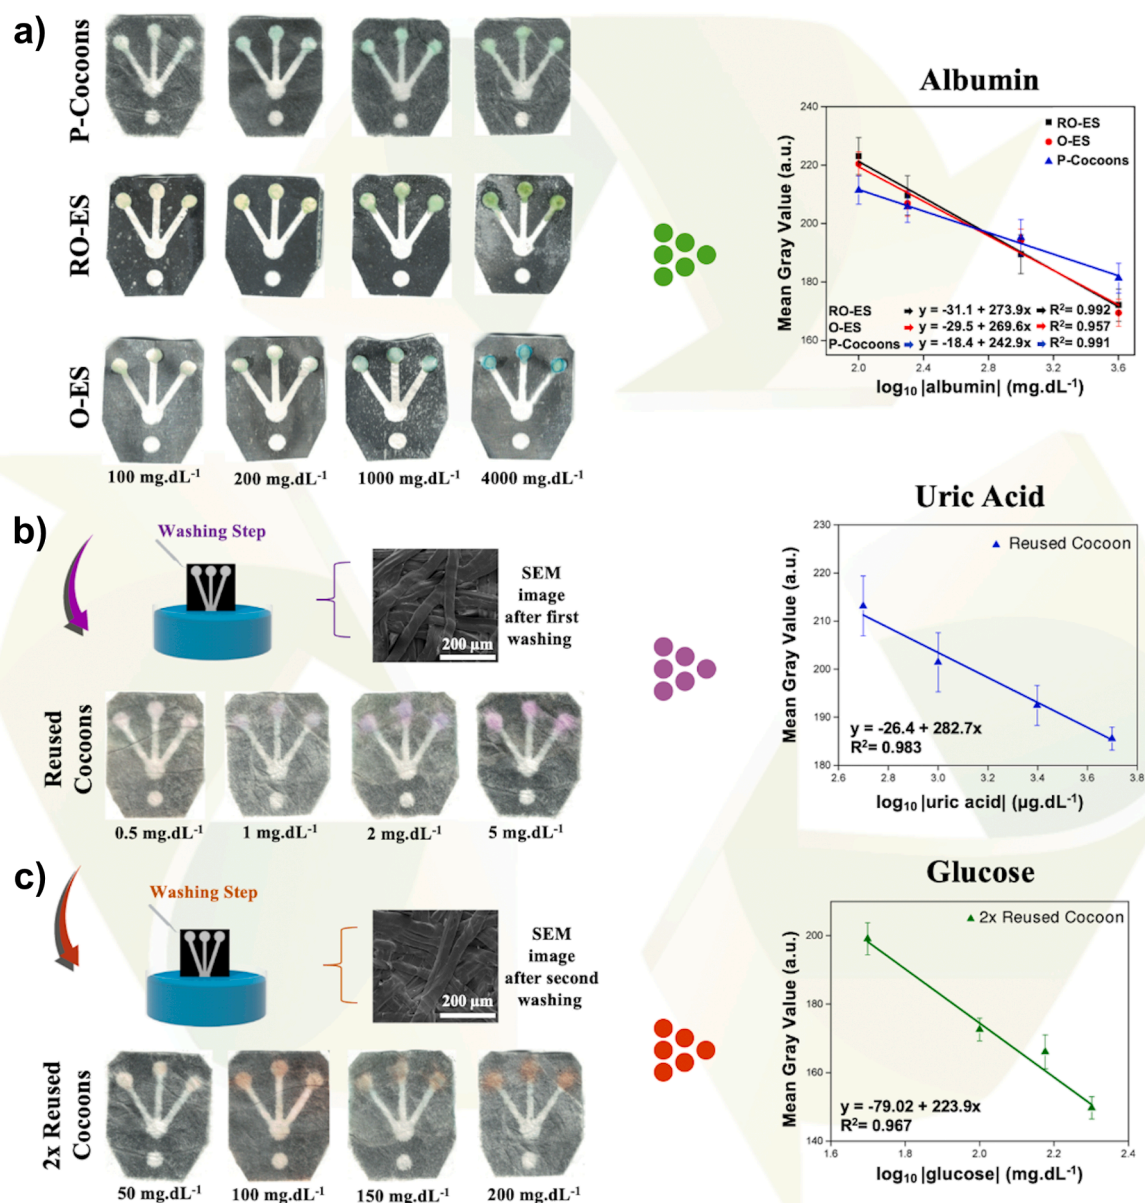 a)
P-Cocoons
RO-ES
O-ES
100 mg.dL⁻¹
200 mg.dL⁻¹
1000 mg.dL⁻¹
4000 mg.dL⁻¹
Albumin
240
220
200
180
160
Mean Gray Value (a.u.)
RO-ES
O-ES
P-Cocoons
RO-ES y = -31.1 + 273.9x R²= 0.992
O-ES y = -29.5 + 269.6x R²= 0.957
P-Cocoons y = -18.4 + 242.9x R²= 0.991
2.0 2.4 2.8 3.2 3.6
log₁₀ |albumin| (mg.dL⁻¹)
b)
Washing Step
SEM
image
after first
washing
200 µm
Reused
Cocoons
0.5 mg.dL⁻¹
1 mg.dL⁻¹
2 mg.dL⁻¹
5 mg.dL⁻¹
Uric Acid
230
220
210
200
190
180
Mean Gray Value (a.u.)
Reused Cocoon
y = -26.4 + 282.7x
R²= 0.983
2.6 2.8 3.0 3.2 3.4 3.6 3.8
log₁₀ |uric acid| (µg.dL⁻¹)
c)
Washing Step
SEM
image
after second
washing
200 µm
2x Reused
Cocoons
50 mg.dL⁻¹
100 mg.dL⁻¹
150 mg.dL⁻¹
200 mg.dL⁻¹
Glucose
200
180
160
140
Mean Gray Value (a.u.)
2x Reused Cocoon
y = -79.02 + 223.9x
R²= 0.967
1.6 1.8 2.0 2.2 2.4
log₁₀ |glucose| (mg.dL⁻¹)